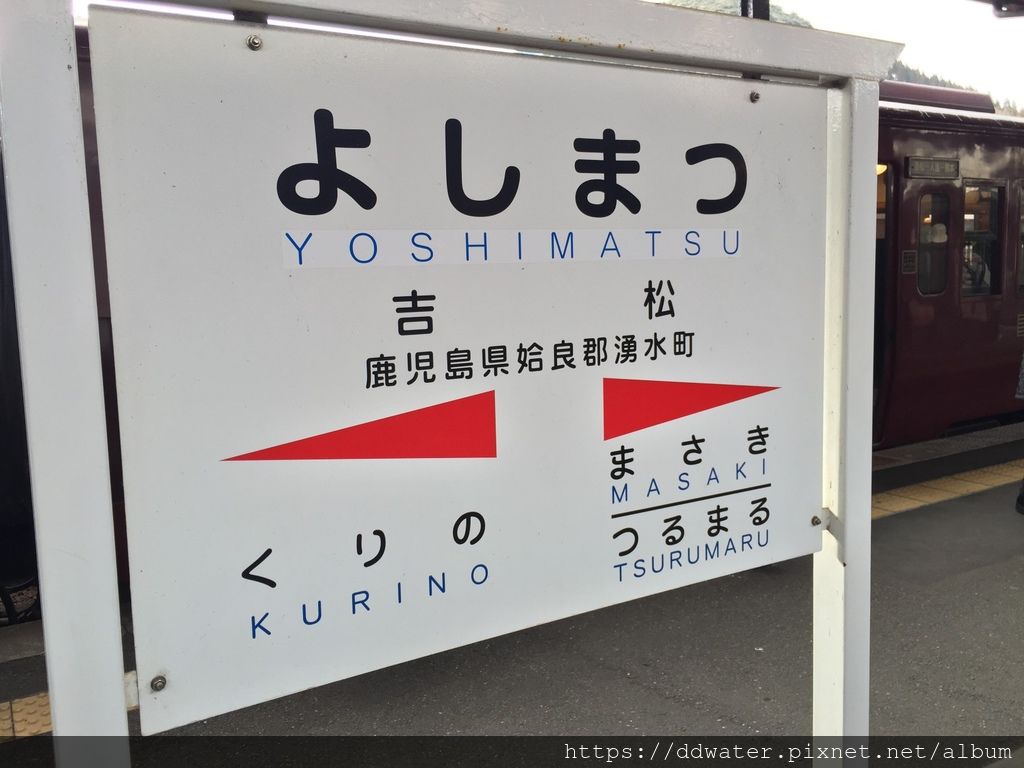 よしまつ
YOSHIMATSU
吉松
鹿児島県姶良郡湧水町
くりの
KURINO
まさき
MASAKI
つるまる
TSURUMARU
https://ddwater.pixnet.net/album